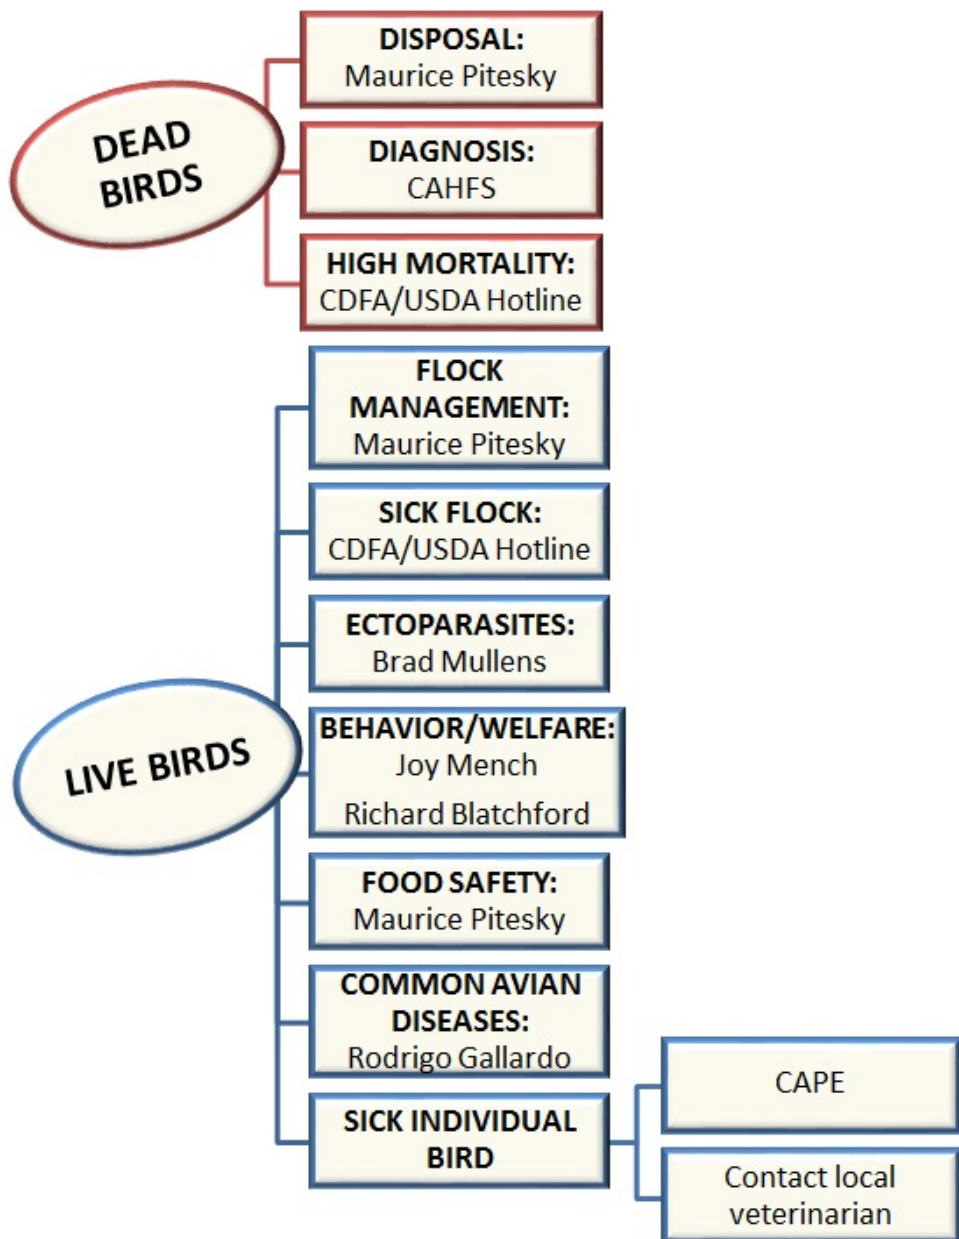 DEAD
BIRDS
DISPOSAL:
Maurice Pitesky
DIAGNOSIS:
CAHFS
HIGH MORTALITY:
CDFA/USDA Hotline
LIVE BIRDS
FLOCK
MANAGEMENT:
Maurice Pitesky
SICK FLOCK:
CDFA/USDA Hotline
ECTOPARASITES:
Brad Mullens
BEHAVIOR/WELFARE:
Joy Mench
Richard Blatchford
FOOD SAFETY:
Maurice Pitesky
COMMON AVIAN
DISEASES:
Rodrigo Gallardo
SICK INDIVIDUAL
BIRD
CAPE
Contact local
veterinarian